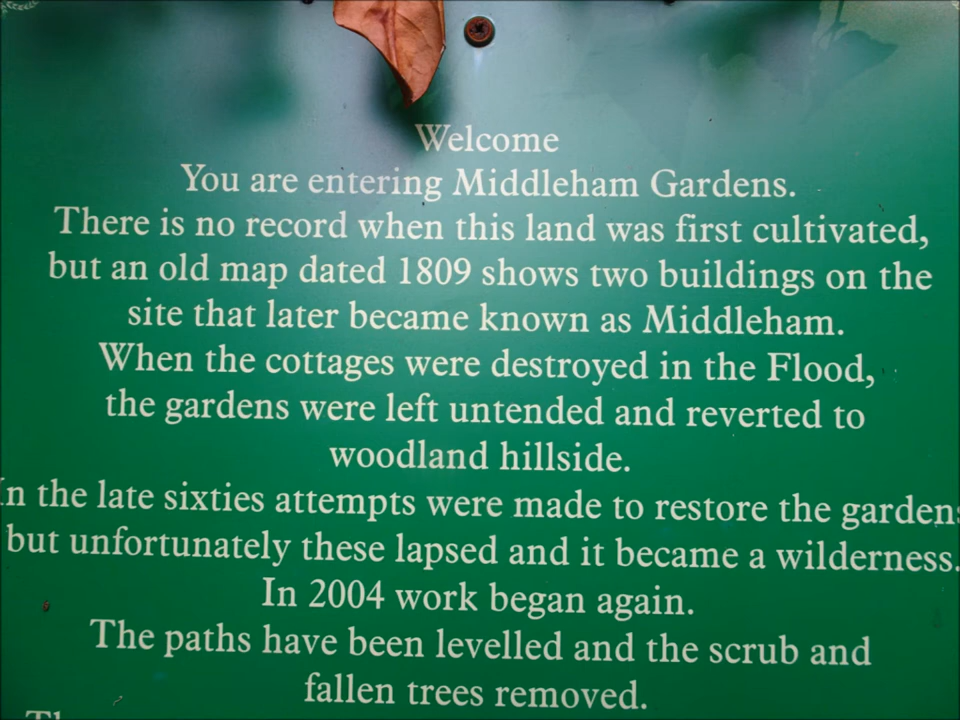 Welcome
You are entering Middleham Gardens.
There is no record when this land was first cultivated,
but an old map dated 1809 shows two buildings on the
site that later became known as Middleham.
When the cottages were destroyed in the Flood,
the gardens were left untended and reverted to
woodland hillside.
In the late sixties attempts were made to restore the gardens
but unfortunately these lapsed and it became a wilderness.
In 2004 work began again.
The paths have been levelled and the scrub and
fallen trees removed.